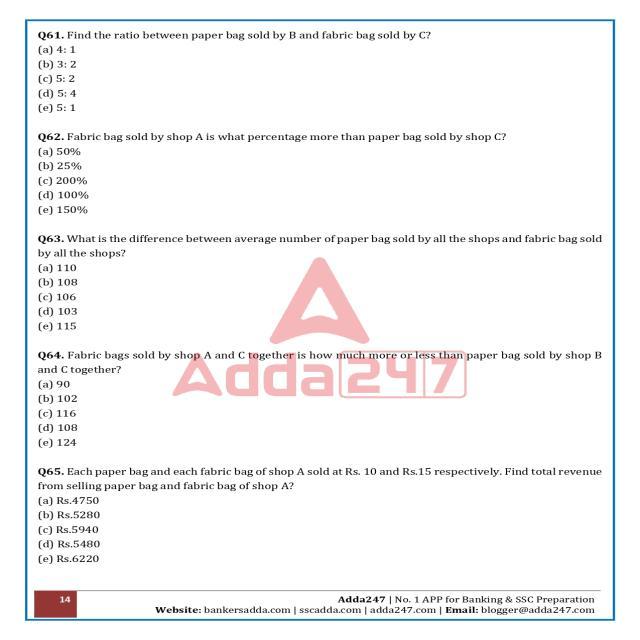 Q61. Find the ratio between paper bag sold by B and fabric bag sold by C?
(a) 4: 1
(b) 3: 2
(c) 5: 2
(d) 5: 4
(e) 5: 1
Q62. Fabric bag sold by shop A is what percentage more than paper bag sold by shop C?
(a) 50%
(b) 25%
(c) 200%
(d) 100%
(e) 150%
Q63. What is the difference between average number of paper bag sold by all the shops and fabric bag sold
by all the shops?
(a) 110
(b) 108
(c) 106
(d) 103
(e) 115
Q64. Fabric bags sold by shop A and C together is how much more or less than paper bag sold by shop B
and C together?
(a) 90
(b) 102
(c) 116
(d) 108
(e) 124
Adda247
Q65. Each paper bag and each fabric bag of shop A sold at Rs. 10 and Rs.15 respectively. Find total revenue
from selling paper bag and fabric bag of shop A?
(a) Rs.4750
(b) Rs.5280
(c) Rs.5940
(d) Rs.5480
(e) Rs.6220
14
Adda247 | No. 1 APP for Banking & SSC Preparation
Website: bankersadda.com | sscadda.com | adda247.com | Email: blogger@adda247.com